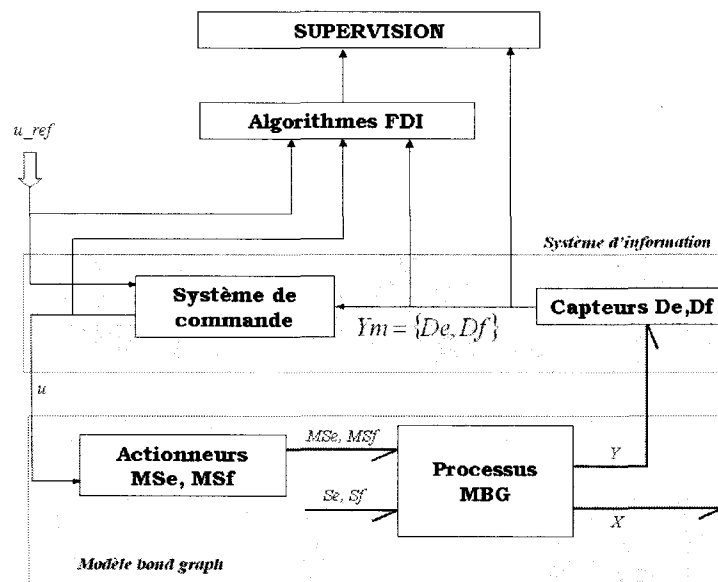 SUPERVISION
Algorithmes FDI
u_ref
Système d'information
Système de
commande
Ym = {De, Df}
Capteurs De,Df
u
Actionneurs
MSe, MSf
MSe, MSf
Se, Sf
Processus
MBG
Y
X
Modèle bond graph